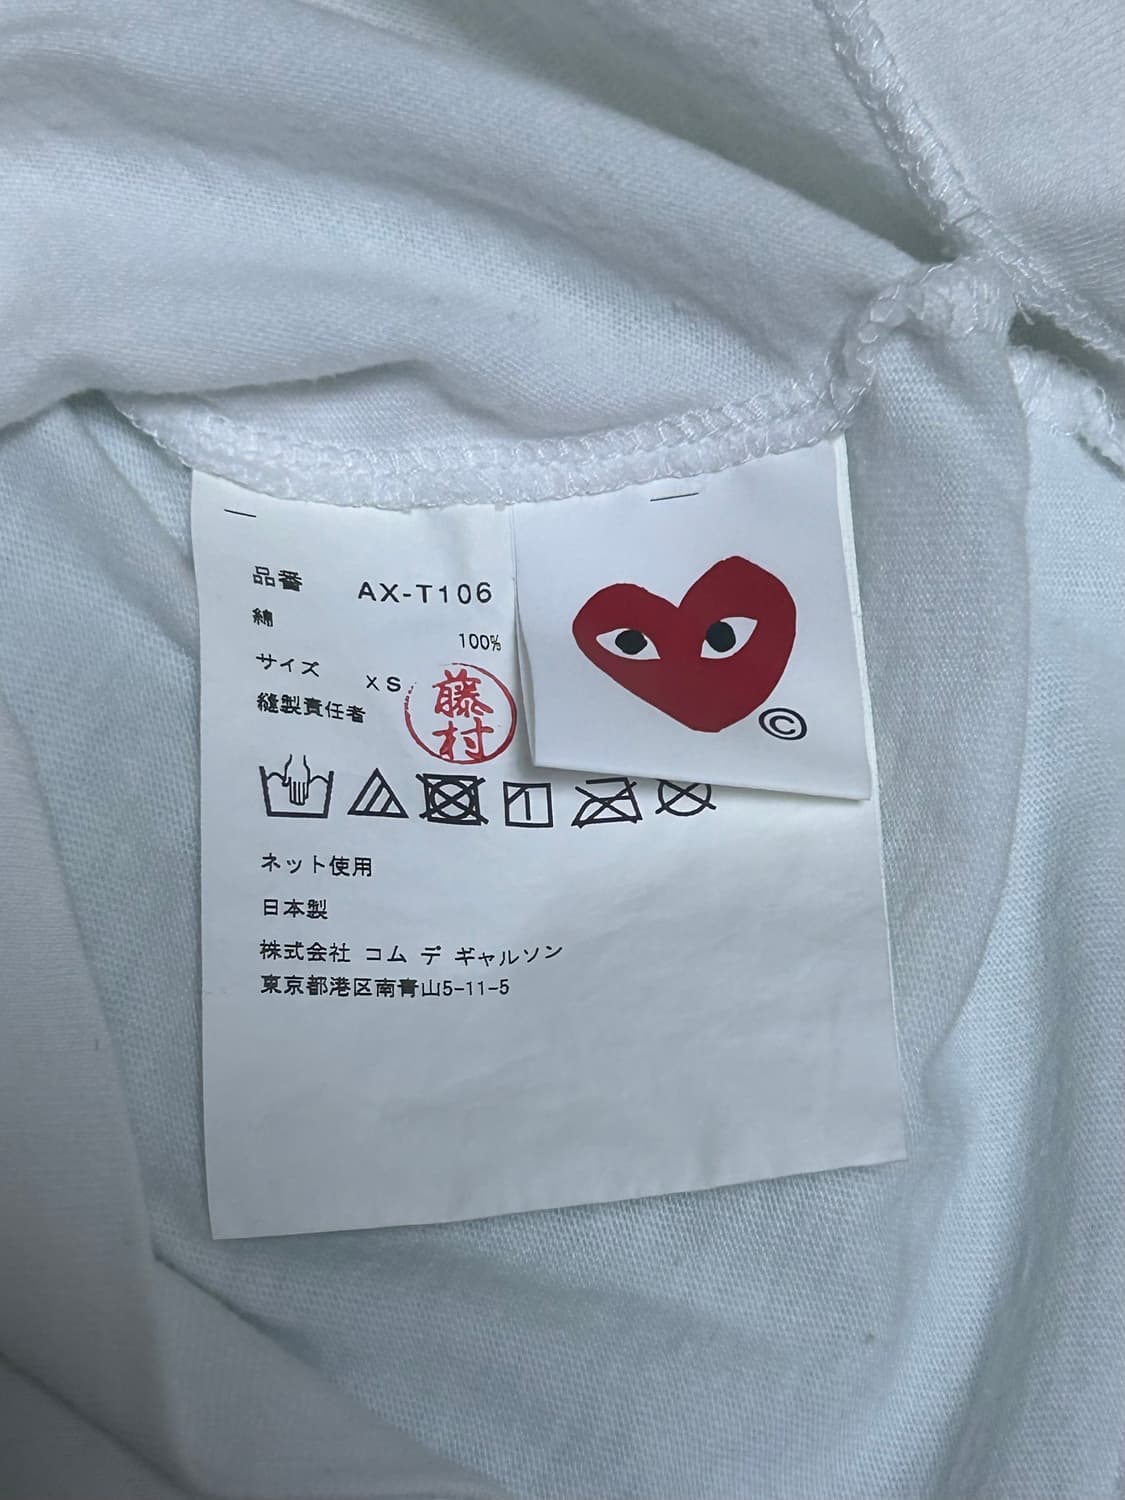 品番 AX-T106
綿 100%
サイズ XS
縫製責任者 藤村
ネット使用
日本製
株式会社 コム デ ギャルソン
東京都港区南青山5-11-5
©